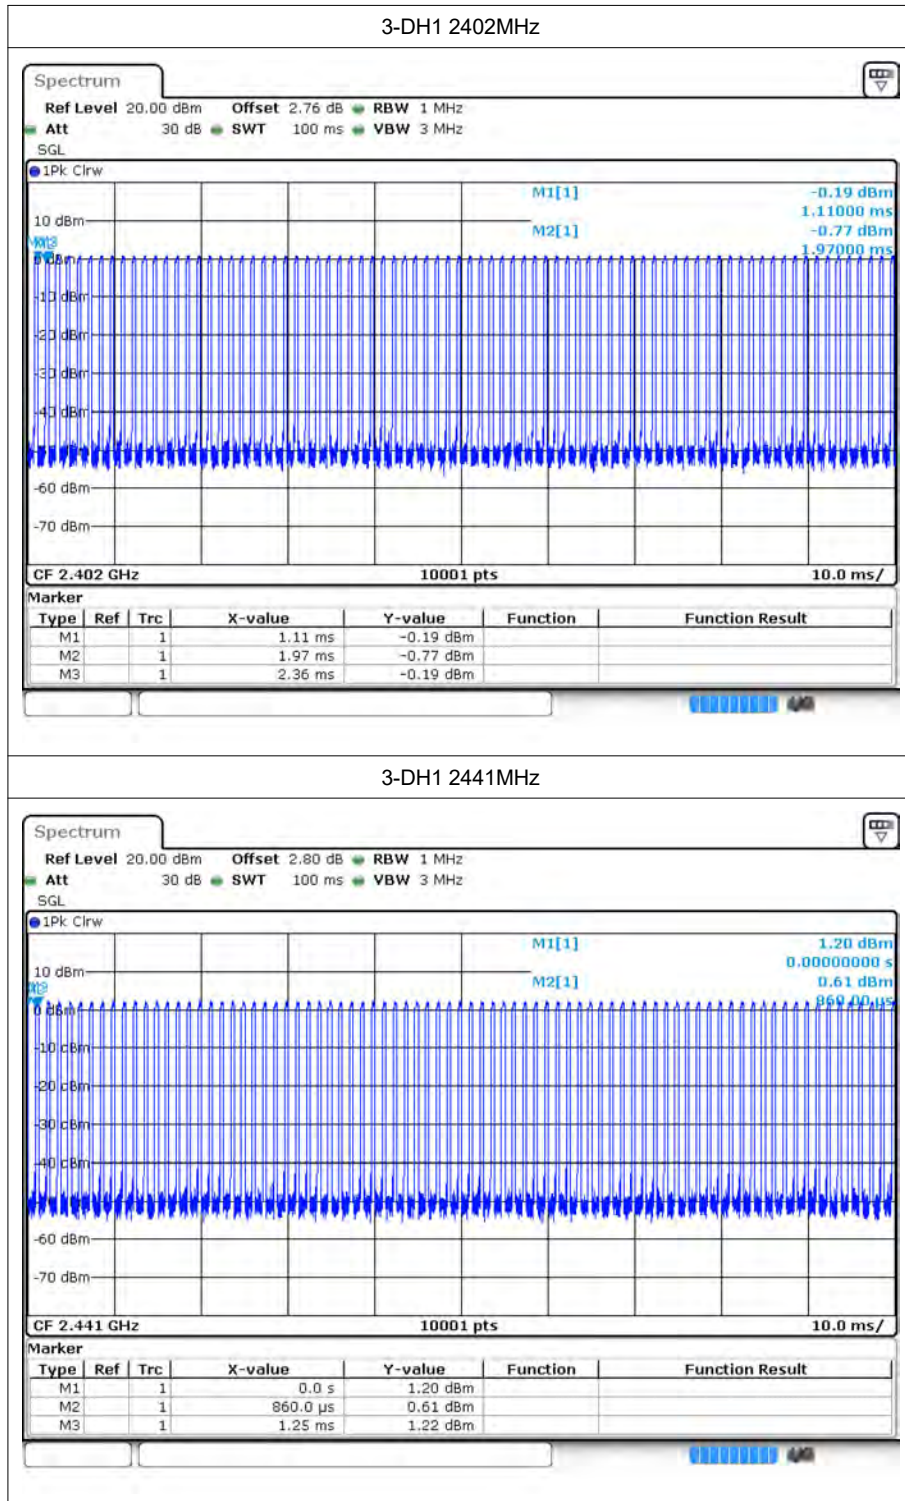 3-DH1 2402MHz
Spectrum
Ref Level 20.00 dBm Offset 2.76 dB RBW 1 MHz
Att 30 dB SWT 100 ms VBW 3 MHz
SGL
1Pk Clrw
M1[1] -0.19 dBm
1.11000 ms
10 dBm
M2[1] -0.77 dBm
1.97000 ms
0 dBm
-10 dBm
-20 dBm
-30 dBm
-40 dBm
-60 dBm
-70 dBm
CF 2.402 GHz 10001 pts 10.0 ms/
Marker
Type Ref Trc X-value Y-value Function Function Result
M1 1 1.11 ms -0.19 dBm
M2 1 1.97 ms -0.77 dBm
M3 1 2.36 ms -0.19 dBm
3-DH1 2441MHz
Spectrum
Ref Level 20.00 dBm Offset 2.80 dB RBW 1 MHz
Att 30 dB SWT 100 ms VBW 3 MHz
SGL
1Pk Clrw
M1[1] 1.20 dBm
0.00000000 s
10 dBm
M2[1] 0.61 dBm
860.00 µs
0 dBm
-10 dBm
-20 dBm
-30 dBm
-40 dBm
-60 dBm
-70 dBm
CF 2.441 GHz 10001 pts 10.0 ms/
Marker
Type Ref Trc X-value Y-value Function Function Result
M1 1 0.0 s 1.20 dBm
M2 1 860.0 µs 0.61 dBm
M3 1 1.25 ms 1.22 dBm